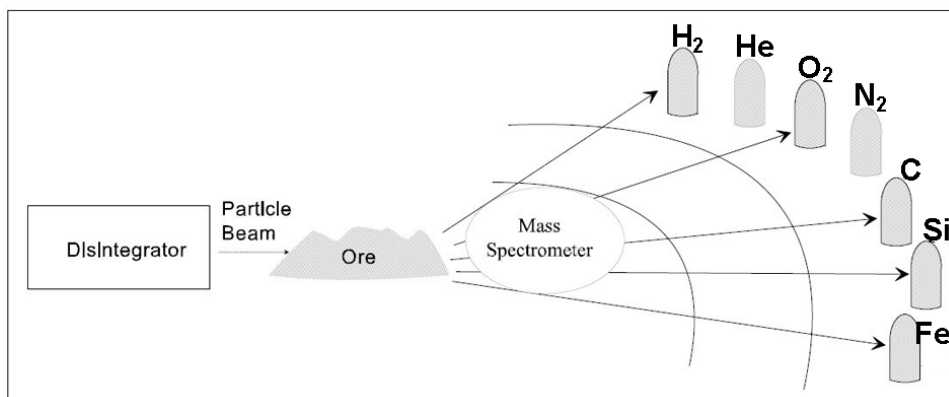 H₂
He
O₂
N₂
C
Si
Fe
DIsIntegrator
Particle
Beam
Ore
Mass
Spectrometer